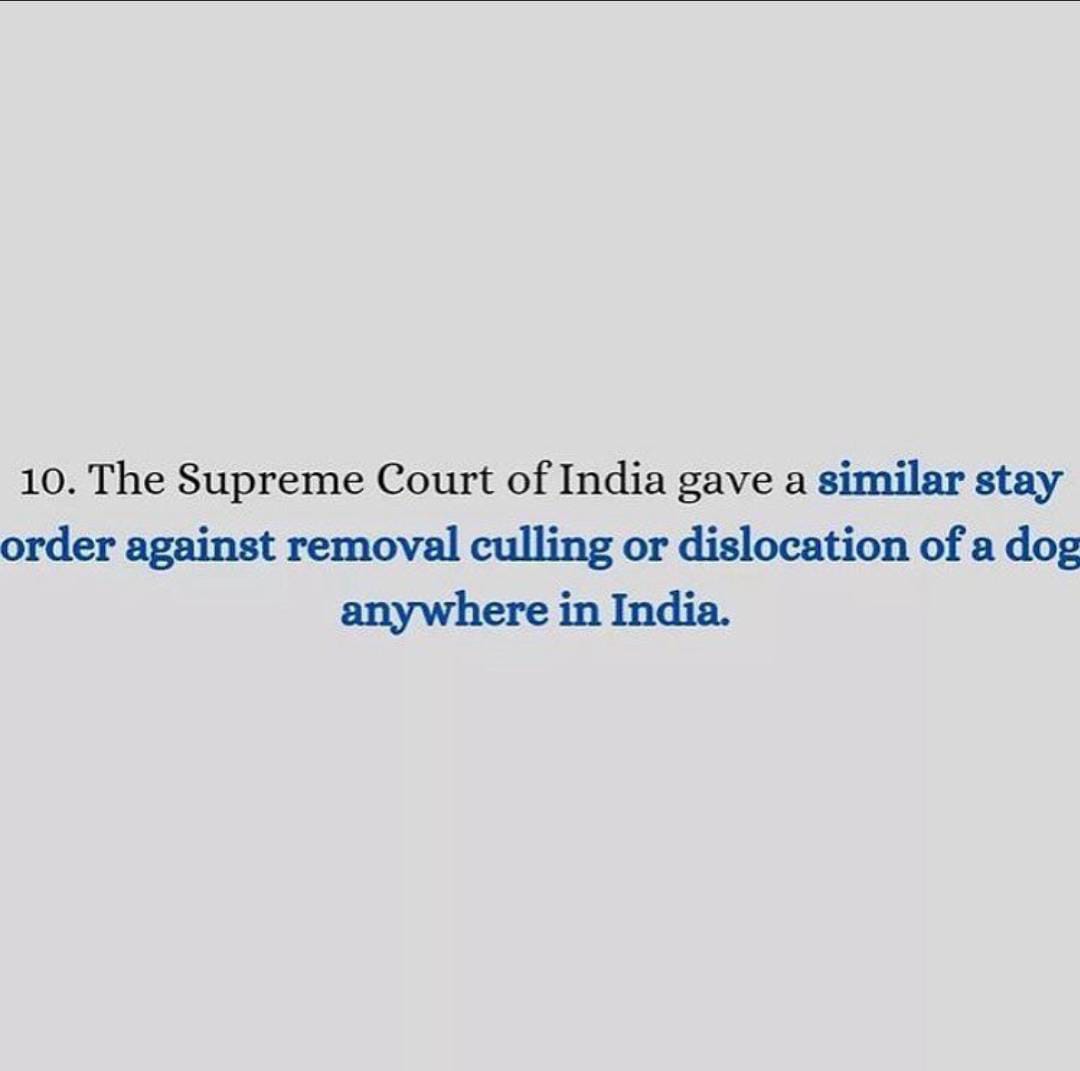 10. The Supreme Court of India gave a similar stay
order against removal culling or dislocation of a dog
anywhere in India.